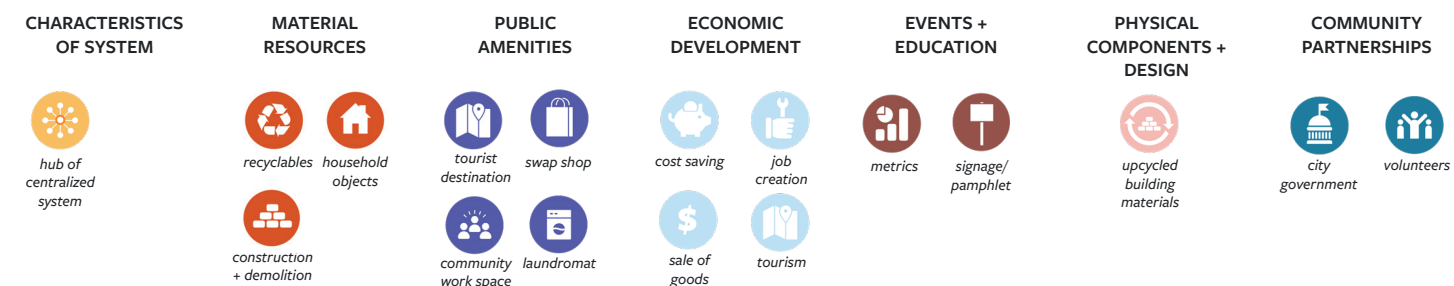 CHARACTERISTICS
OF SYSTEM
hub of
centralized
system
MATERIAL
RESOURCES
recyclables
household
objects
construction
+ demolition
PUBLIC
AMENITIES
tourist
destination
swap shop
community
work space
laundromat
ECONOMIC
DEVELOPMENT
cost saving
job
creation
$
sale of
goods
tourism
EVENTS +
EDUCATION
metrics
signage/
pamphlet
PHYSICAL
COMPONENTS +
DESIGN
upcycled
building
materials
COMMUNITY
PARTNERSHIPS
city
government
volunteers